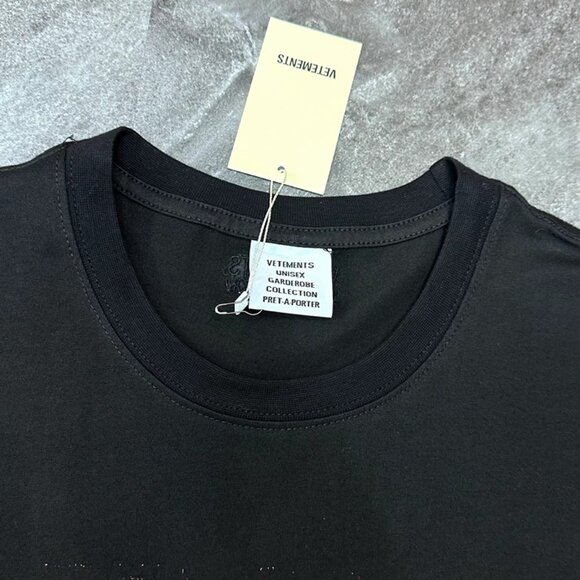 VETEMENTS
VETEMENTS
UNISEX
GARDEROBE
COLLECTION
PRET-A-PORTER